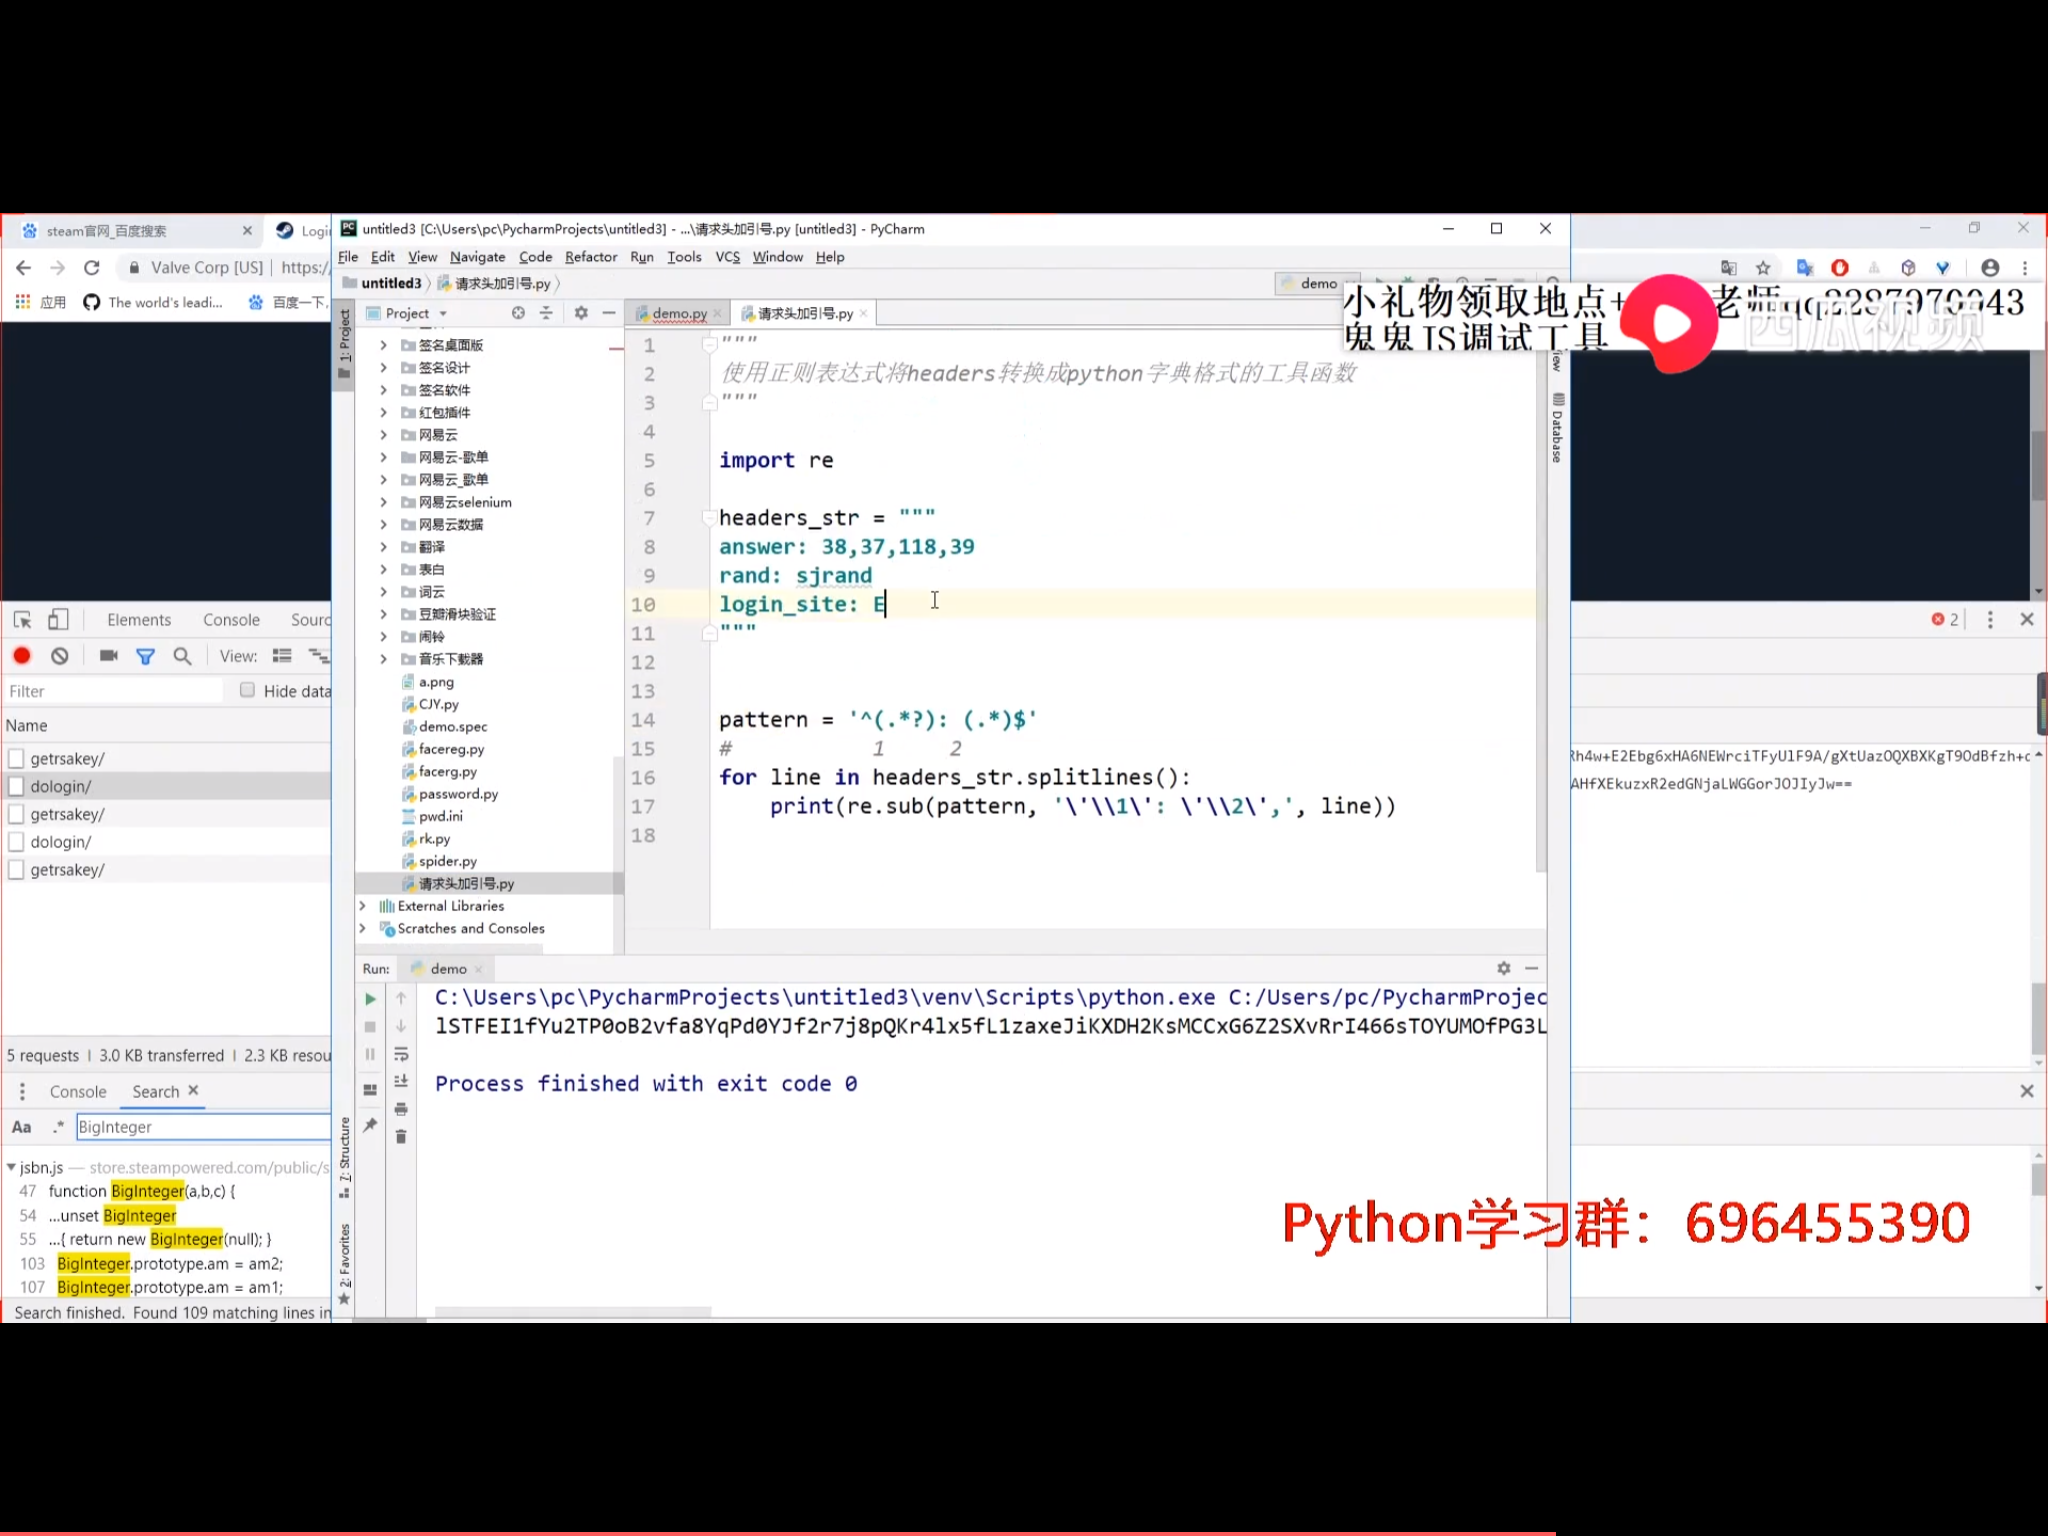 steam官网_百度搜索
Logi
untitled3 [C:\Users\pc\PycharmProjects\untitled3] - ...\请求头加引号.py [untitled3] - PyCharm
File Edit View Navigate Code Refactor Run Tools VCS Window Help
Valve Corp [US] | https:/
untitled3 请求头加引号.py
demo
应用 The world's leadi... 百度一下,
小礼物领取地点+ 老师qq2287970043
鬼鬼JS调试工具
西瓜视频
1: Project
Project
demo.py
请求头加引号.py
Database
签名桌面版
签名设计
签名软件
红包插件
网易云
网易云-歌单
网易云_歌单
网易云selenium
网易云数据
翻译
表白
词云
豆瓣滑块验证
闹铃
音乐下载器
a.png
CJY.py
demo.spec
facereg.py
facerg.py
password.py
pwd.ini
rk.py
spider.py
请求头加引号.py
External Libraries
Scratches and Consoles
1 """
2 使用正则表达式将headers转换成python字典格式的工具函数
3 """
4
5 import re
6
7 headers_str = """
8 answer: 38,37,118,39
9 rand: sjrand
10 login_site: E
11 """
12
13
14 pattern = '^(.*?): (.*)$'
15 # 1 2
16 for line in headers_str.splitlines():
17 print(re.sub(pattern, '\'\\1\': \'\\2\',', line))
18
Elements Console Sourc
2
View:
Filter
Hide data
Name
getrsakey/
dologin/
getrsakey/
dologin/
getrsakey/
Rh4w+E2Ebg6xHA6NEWrciTFyUlF9A/gXtUazOQXBXKgT9OdBfzh+c
AHfXEkuzxR2edGNjaLWGGorJOJIyJw==
5 requests | 3.0 KB transferred | 2.3 KB resou
Console Search
Aa .* BigInteger
jsbn.js — store.steampowered.com/public/s
47 function BigInteger(a,b,c) {
54 ...unset BigInteger
55 ...{ return new BigInteger(null); }
103 BigInteger.prototype.am = am2;
107 BigInteger.prototype.am = am1;
Search finished. Found 109 matching lines in
Run: demo
C:\Users\pc\PycharmProjects\untitled3\venv\Scripts\python.exe C:/Users/pc/PycharmProjec
lSTFEI1fYu2TP0oB2vfa8YqPd0YJf2r7j8pQKr4lx5fL1zaxeJiKXDH2KsMCCxG6Z2SXvRrI466sTOYUMOfPG3L
Process finished with exit code 0
7: Structure
2: Favorites
Python学习群：696455390